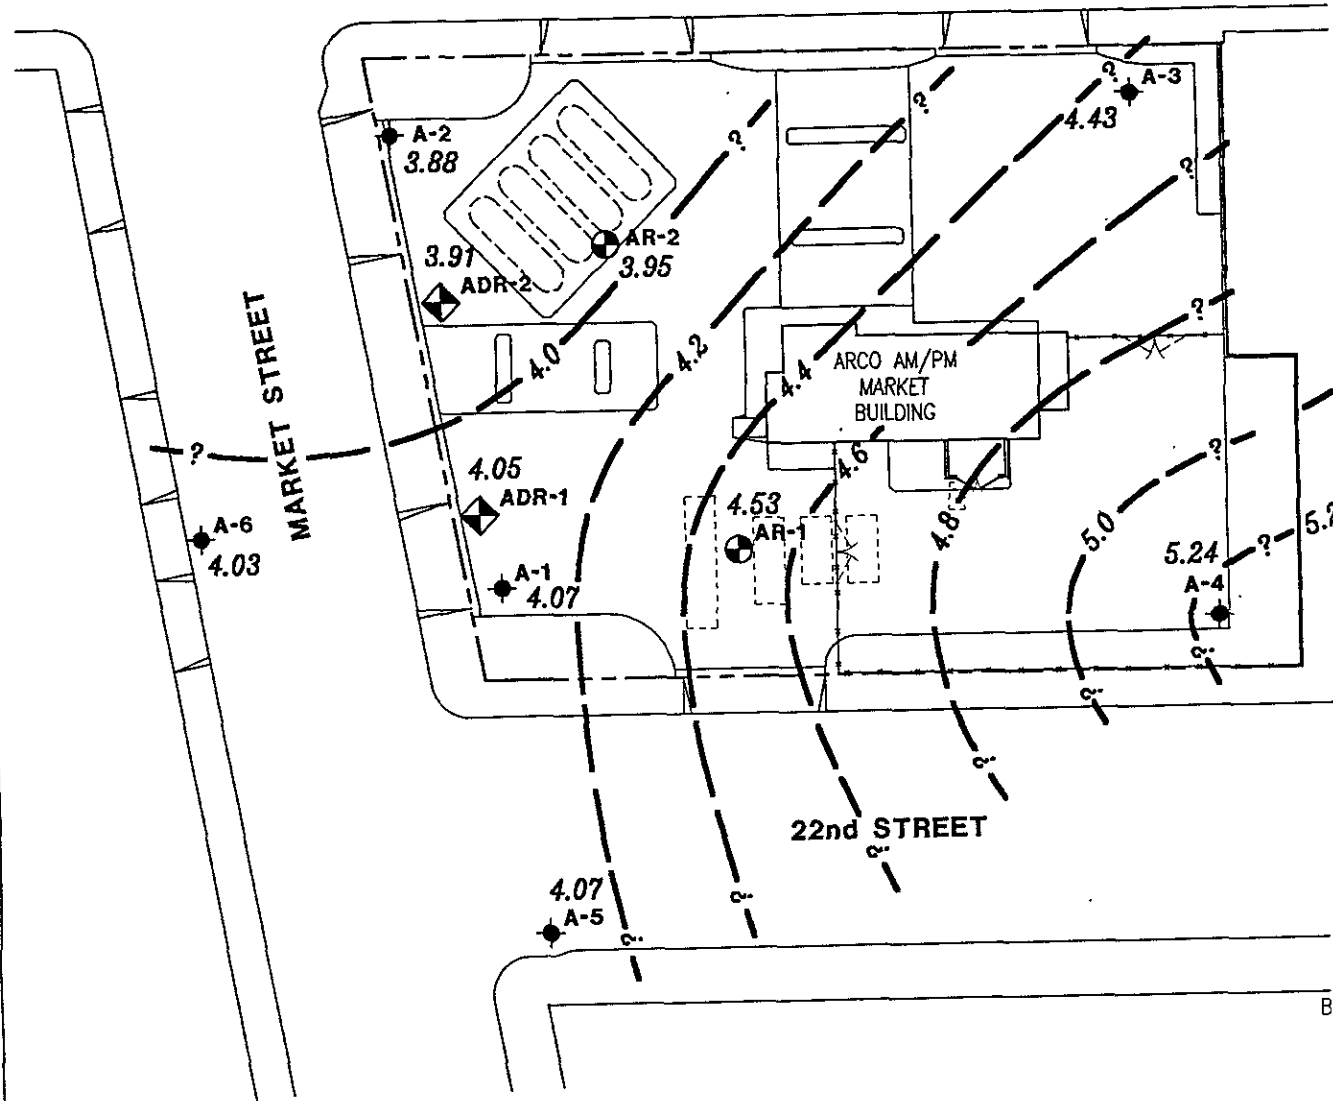 A-3
4.43
A-2
3.88
?
?
?
?
AR-2
3.95
3.91
ADR-2
?
MARKET STREET
4.0
4.2
4.4
ARCO AM/PM
MARKET
BUILDING
?
4.6
?
4.05
ADR-1
4.53
AR-1
4.8
5.0
5.24
A-4
?
A-6
4.03
A-1
4.07
?
?
?
22nd STREET
?
4.07
A-5
?
?
B